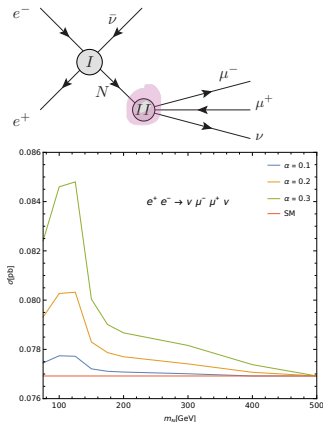 e⁻ ν̄
I
N
II
e⁺
μ⁻
μ⁺
ν
0.086
0.084
0.082
0.080
0.078
0.076
σ[pb]
e⁺ e⁻ → ν μ⁻ μ⁺ ν
α = 0.1
α = 0.2
α = 0.3
SM
100 200 300 400 500
m_N[GeV]